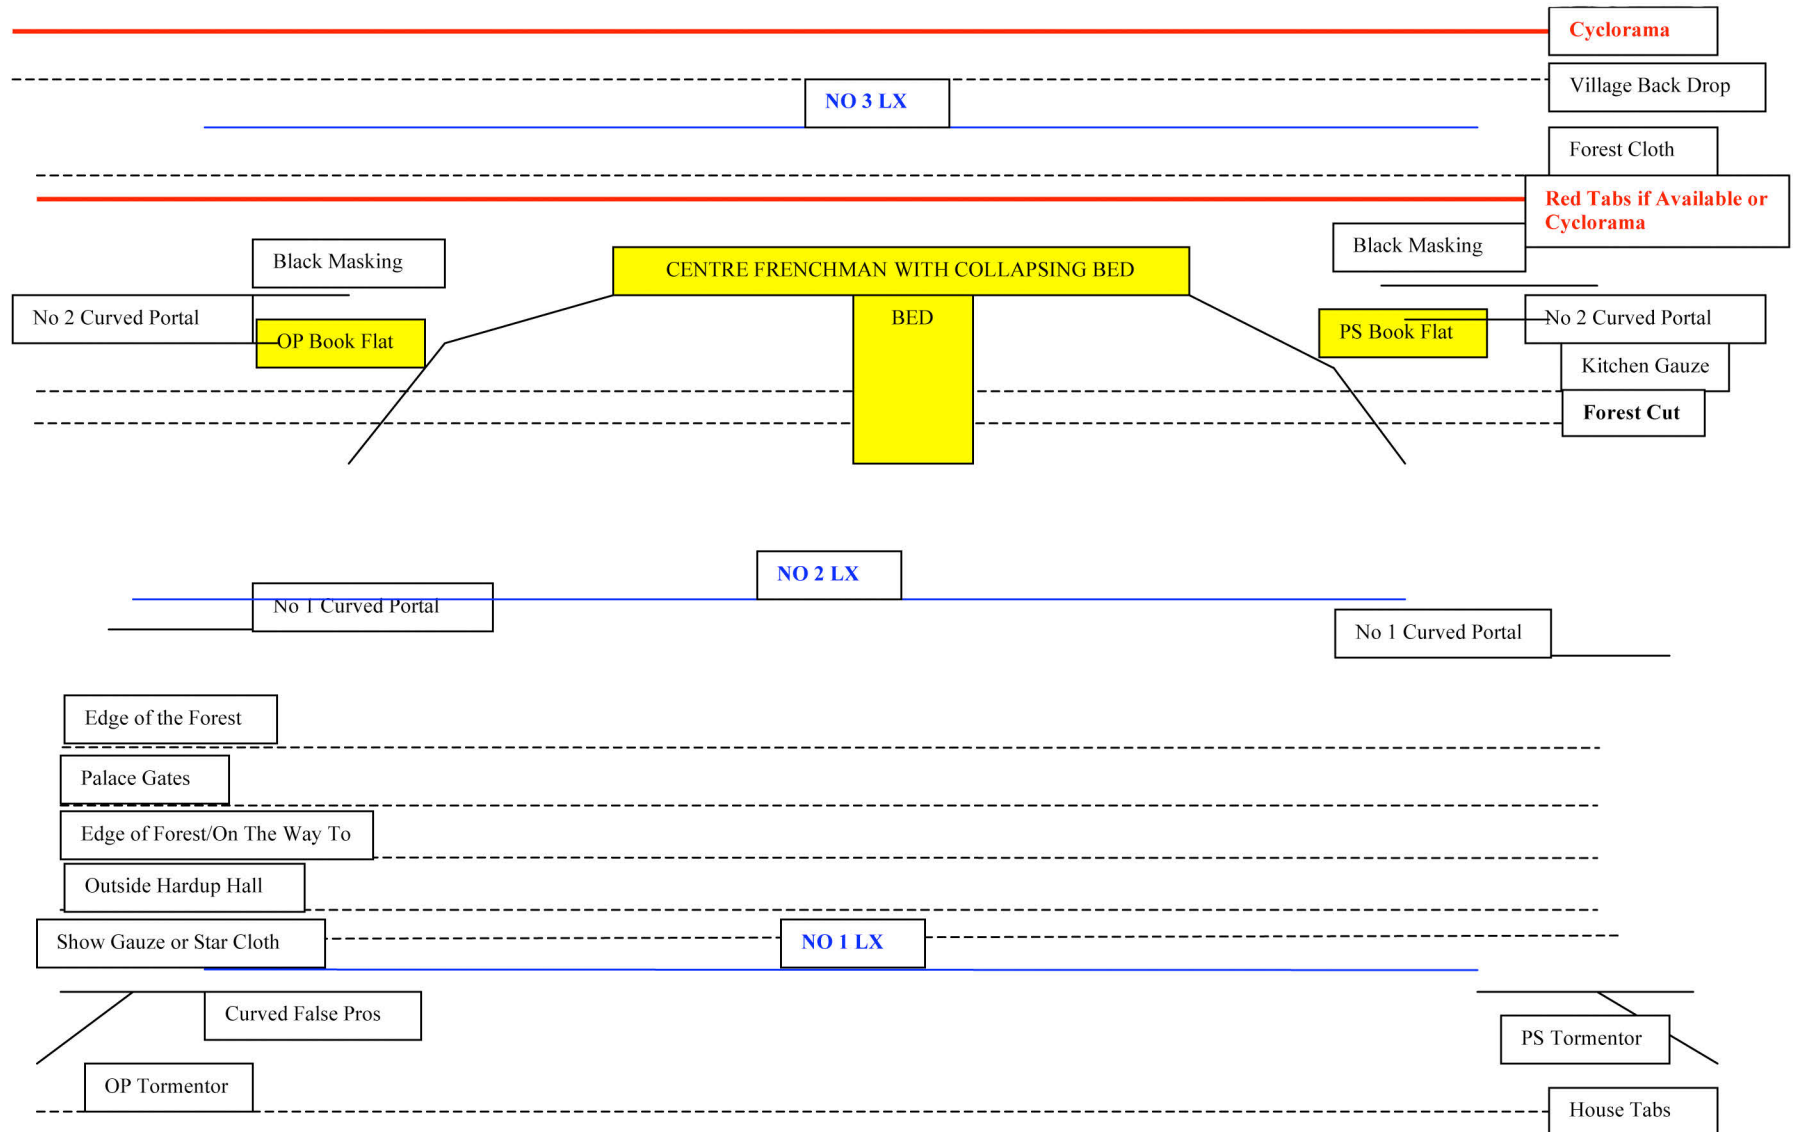 Cyclorama
Village Back Drop
NO 3 LX
Forest Cloth
Red Tabs if Available or
Cyclorama
Black Masking
Black Masking
CENTRE FRENCHMAN WITH COLLAPSING BED
No 2 Curved Portal
OP Book Flat
BED
PS Book Flat
No 2 Curved Portal
Kitchen Gauze
Forest Cut
NO 2 LX
No 1 Curved Portal
No 1 Curved Portal
Edge of the Forest
Palace Gates
Edge of Forest/On The Way To
Outside Hardup Hall
Show Gauze or Star Cloth
NO 1 LX
Curved False Pros
PS Tormentor
OP Tormentor
House Tabs